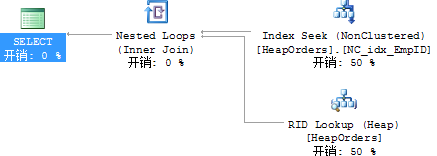 SELECT
开销: 0 %
Nested Loops
(Inner Join)
开销: 0 %
Index Seek (NonClustered)
[HeapOrders].[NC_idx_EmpID]
开销: 50 %
RID Lookup (Heap)
[HeapOrders]
开销: 50 %